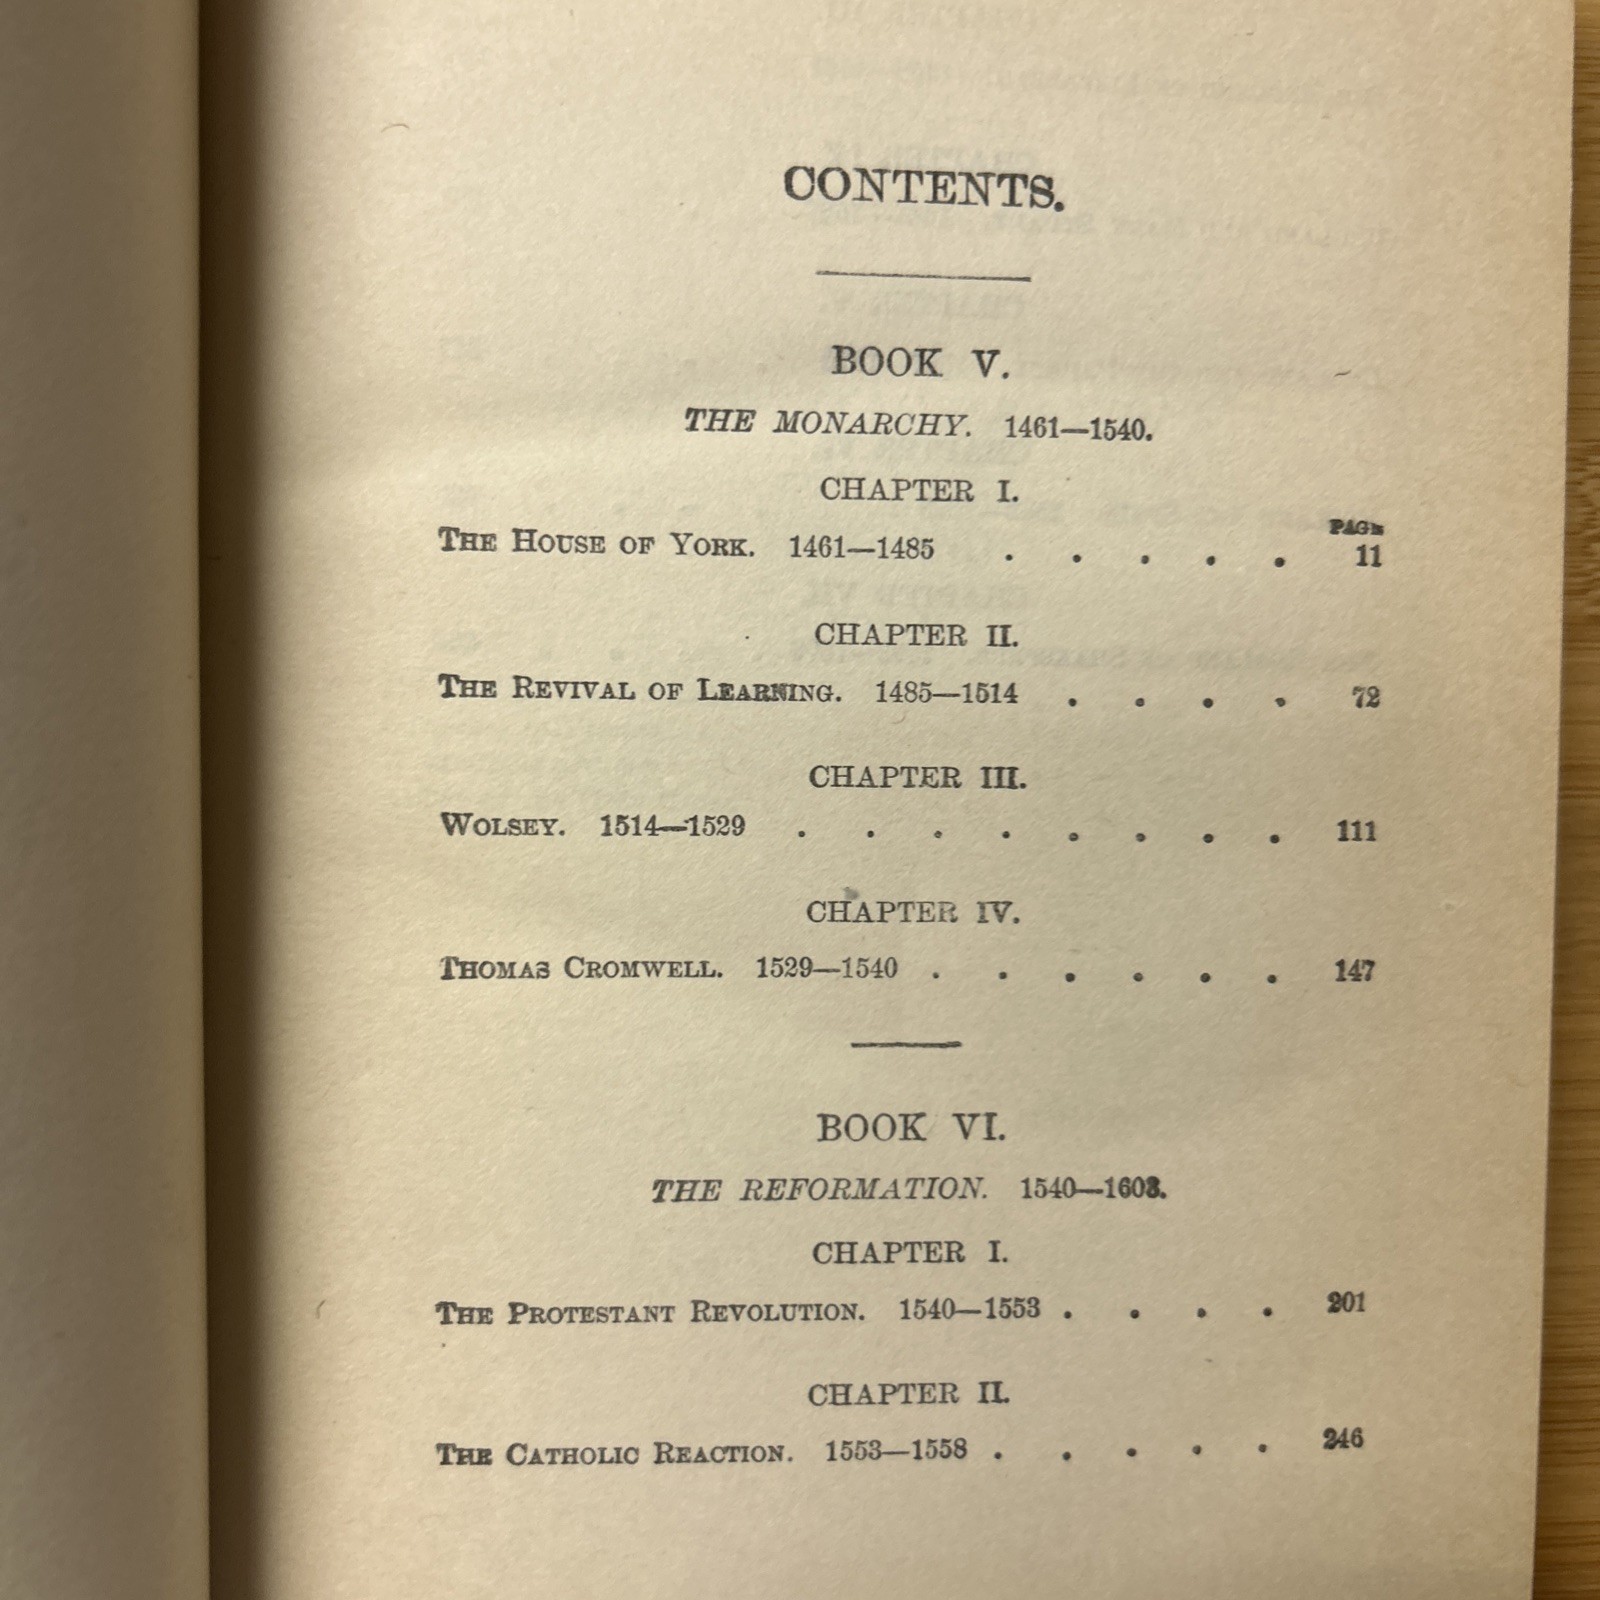 CONTENTS.
BOOK V.
THE MONARCHY. 1461—1540.
CHAPTER I.
PAGE
THE HOUSE OF YORK. 1461—1485 . . . . . 11
CHAPTER II.
THE REVIVAL OF LEARNING. 1485—1514 . . . . 72
CHAPTER III.
WOLSEY. 1514—1529 . . . . . . . . 111
CHAPTER IV.
THOMAS CROMWELL. 1529—1540 . . . . . . 147
BOOK VI.
THE REFORMATION. 1540—1603.
CHAPTER I.
THE PROTESTANT REVOLUTION. 1540—1553 . . . . 201
CHAPTER II.
THE CATHOLIC REACTION. 1553—1558 . . . . . 246